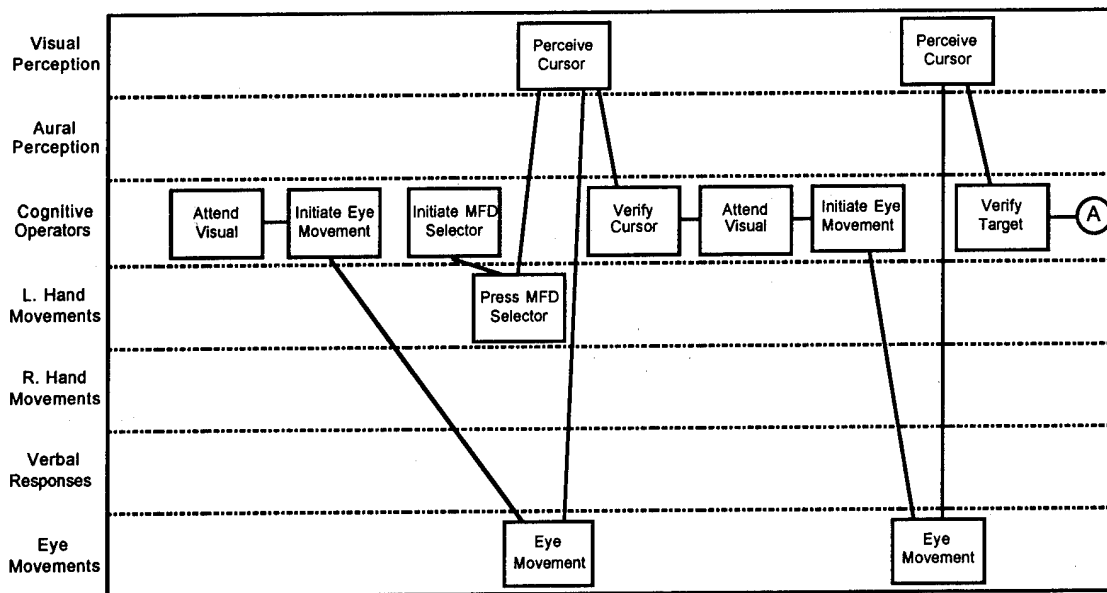 Visual
Perception
Perceive
Cursor
Perceive
Cursor
Aural
Perception
Cognitive
Operators
Attend
Visual
Initiate Eye
Movement
Initiate MFD
Selector
Verify
Cursor
Attend
Visual
Initiate Eye
Movement
Verify
Target
A
L. Hand
Movements
Press MFD
Selector
R. Hand
Movements
Verbal
Responses
Eye
Movements
Eye
Movement
Eye
Movement